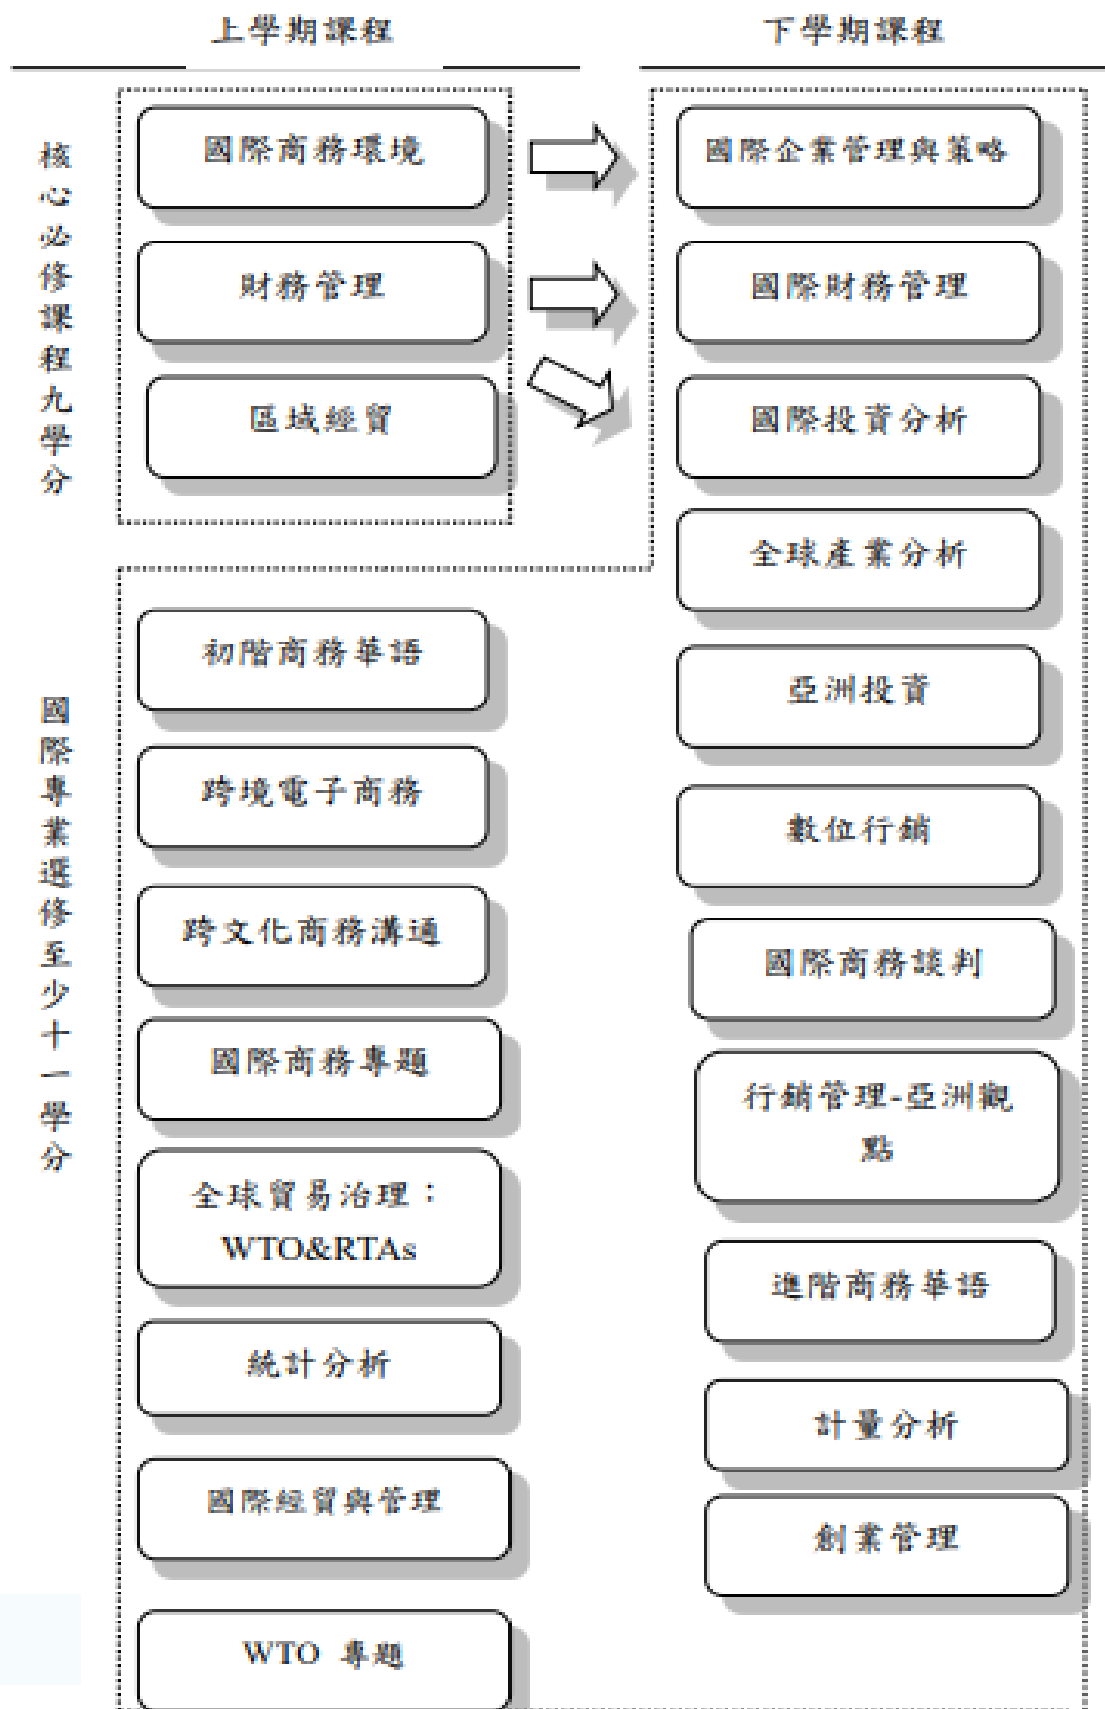 上學期課程
下學期課程
核心必修課程九學分
國際商務環境
財務管理
區域經貿
國際企業管理與策略
國際財務管理
國際投資分析
全球產業分析
亞洲投資
數位行銷
國際商務談判
行銷管理-亞洲觀
點
進階商務華語
計量分析
創業管理
國際專業選修至少十一學分
初階商務華語
跨境電子商務
跨文化商務溝通
國際商務專題
全球貿易治理：
WTO&RTAs
統計分析
國際經貿與管理
WTO 專題